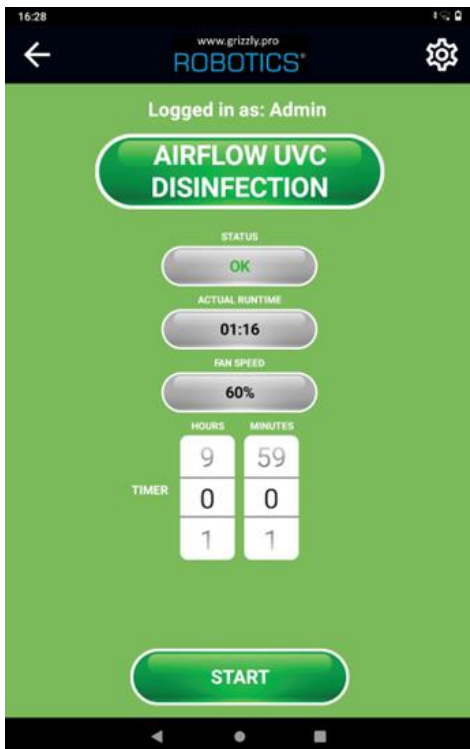 16:28
www.grizzly.pro
ROBOTICS®
Logged in as: Admin
AIRFLOW UVC
DISINFECTION
STATUS
OK
ACTUAL RUNTIME
01:16
FAN SPEED
60%
HOURS MINUTES
9 59
TIMER 0 0
1 1
START